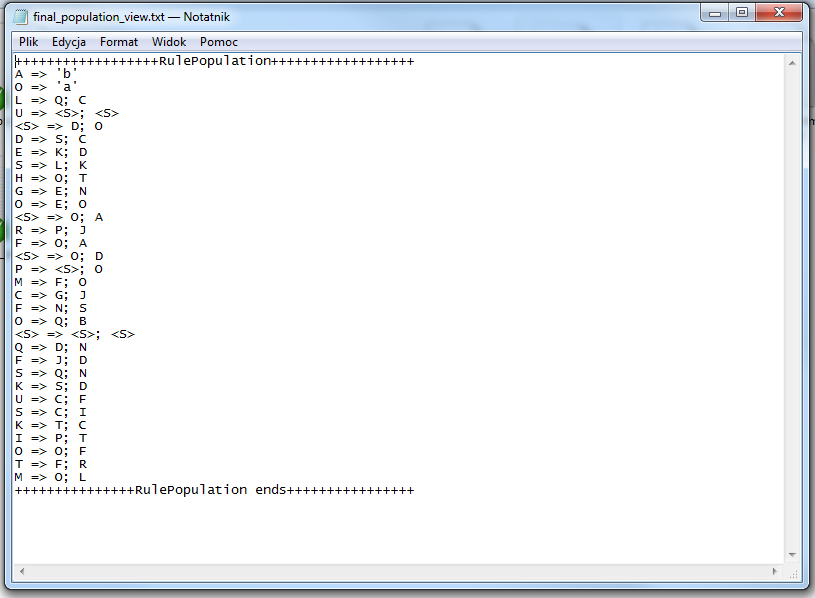 final_population_view.txt — Notatnik
Plik Edycja Format Widok Pomoc
++++++++++++++++++RulePopulation++++++++++++++++++
A => 'b'
O => 'a'
L => Q; C
U => <S>; <S>
<S> => D; O
D => S; C
E => K; D
S => L; K
H => O; T
G => E; N
O => E; O
<S> => O; A
R => P; J
F => O; A
<S> => O; D
P => <S>; O
M => F; O
C => G; J
F => N; S
O => Q; B
<S> => <S>; <S>
Q => D; N
F => J; D
S => Q; N
K => S; D
U => C; F
S => C; I
K => T; C
I => P; T
O => O; F
T => F; R
M => O; L
+++++++++++++++RulePopulation ends++++++++++++++++